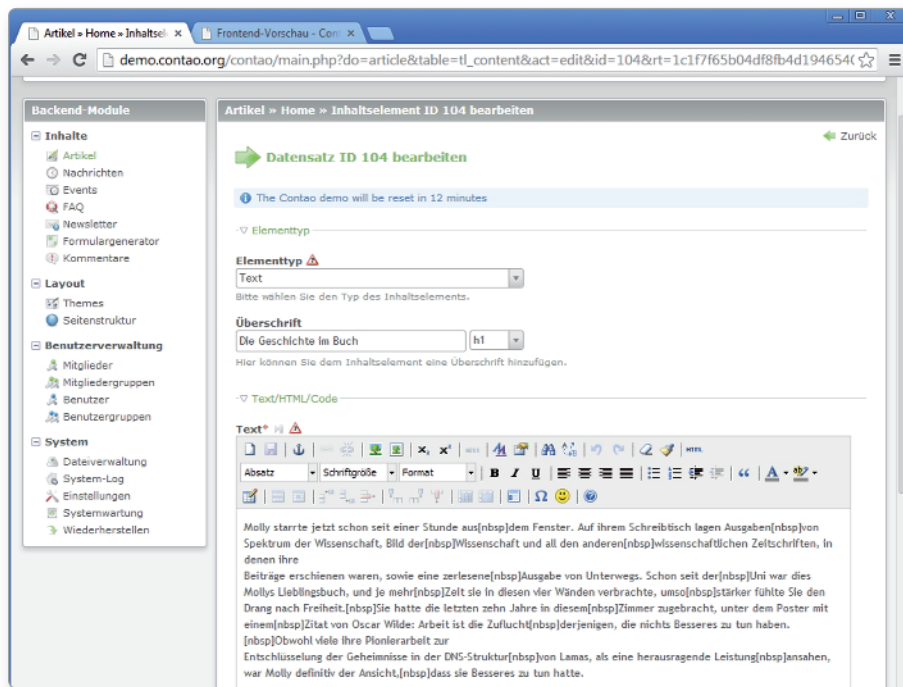 Artikel » Home » Inhaltsel
Frontend-Vorschau - Con
demo.contao.org/contao/main.php?do=article&table=tl_content&act=edit&id=104&rt=1c1f7f65b04df8fb4d194654(
Backend-Module
Inhalte
Artikel
Nachrichten
Events
FAQ
Newsletter
Formulargenerator
Kommentare
Layout
Themes
Seitenstruktur
Benutzerverwaltung
Mitglieder
Mitgliedergruppen
Benutzer
Benutzergruppen
System
Dateiverwaltung
System-Log
Einstellungen
Systemwartung
Wiederherstellen
Artikel » Home » Inhaltselement ID 104 bearbeiten
Zurück
Datensatz ID 104 bearbeiten
The Contao demo will be reset in 12 minutes
Elementtyp
Elementtyp
Text
Bitte wählen Sie den Typ des Inhaltselements.
Überschrift
Die Geschichte im Buch h1
Hier können Sie dem Inhaltselement eine Überschrift hinzufügen.
Text/HTML/Code
Text*
HTML
Absatz Schriftgröße Format B I U
Molly starrte jetzt schon seit einer Stunde aus[nbsp]dem Fenster. Auf ihrem Schreibtisch lagen Ausgaben[nbsp]von
Spektrum der Wissenschaft, Bild der[nbsp]Wissenschaft und all den anderen[nbsp]wissenschaftlichen Zeitschriften, in
denen ihre
Beiträge erschienen waren, sowie eine zerlesene[nbsp]Ausgabe von Unterwegs. Schon seit der[nbsp]Uni war dies
Mollys Lieblingsbuch, und je mehr[nbsp]Zeit sie in diesen vier Wänden verbrachte, umso[nbsp]stärker fühlte Sie den
Drang nach Freiheit.[nbsp]Sie hatte die letzten zehn Jahre in diesem[nbsp]Zimmer zugebracht, unter dem Poster mit
einem[nbsp]Zitat von Oscar Wilde: Arbeit ist die Zuflucht[nbsp]derjenigen, die nichts Besseres zu tun haben.
[nbsp]Obwohl viele ihre Pionierarbeit zur
Entschlüsselung der Geheimnisse in der DNS-Struktur[nbsp]von Lamas, als eine herausragende Leistung[nbsp]ansahen,
war Molly definitiv der Ansicht,[nbsp]dass sie Besseres zu tun hatte.